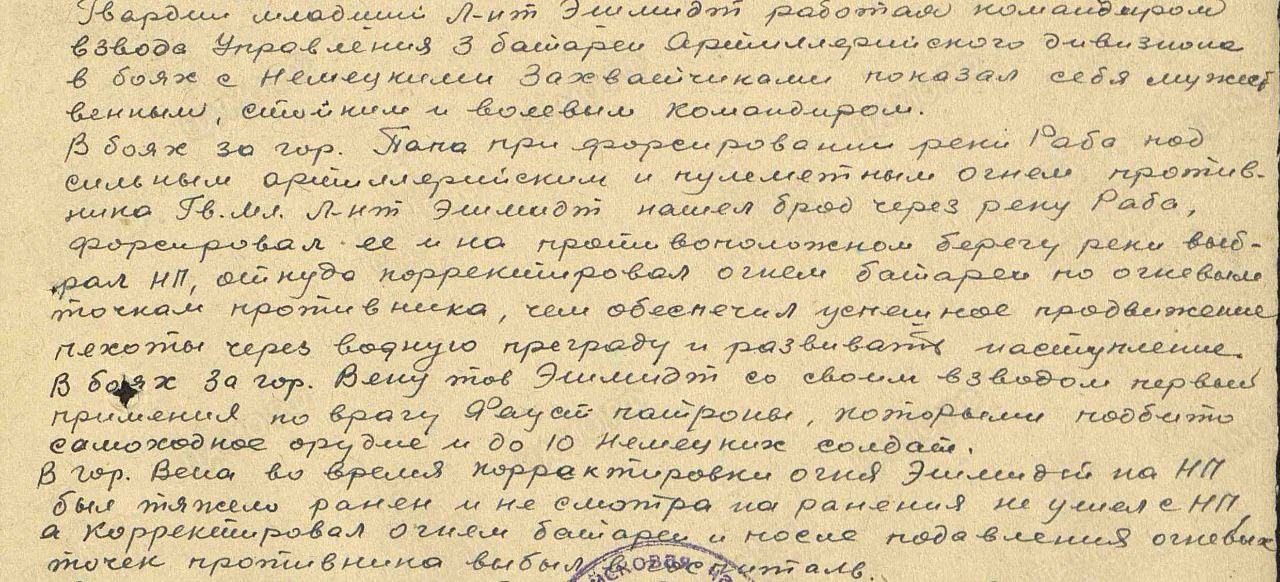 Гвардии младший Л-нт Эшмидт работая командиром
взвода Управления 3 батареи Артиллерийского дивизиона
в боях с Немецкими Захватчиками показал себя мужест
венным, стойким и волевым командиром.
В боях за гор. Папа при форсировании реки Раба под
сильным артиллерийским и пулеметным огнем против-
ника Гв. мл. Л-нт Эшмидт нашел брод через реку Раба,
форсировал ее и на противоположном берегу реки выб-
рал НП, откуда корректировал огнем батареи по огневым
точкам противника, чем обеспечил успешное продвижение
пехоты через водную преграду и развивать наступление.
В боях за гор. Вену тов Эшмидт со своим взводом первый
применил по врагу Фауст патроны, которыми подбито
самоходное орудие и до 10 Немецких солдат.
В гор. Вена во время коррактировки огня Эшмидт на НП
был тяжело ранен и не смотра на ранения не ушел с НП,
а Корректировал огнем батареи и после подавления огневых
точек противника выбыл в госпиталь.